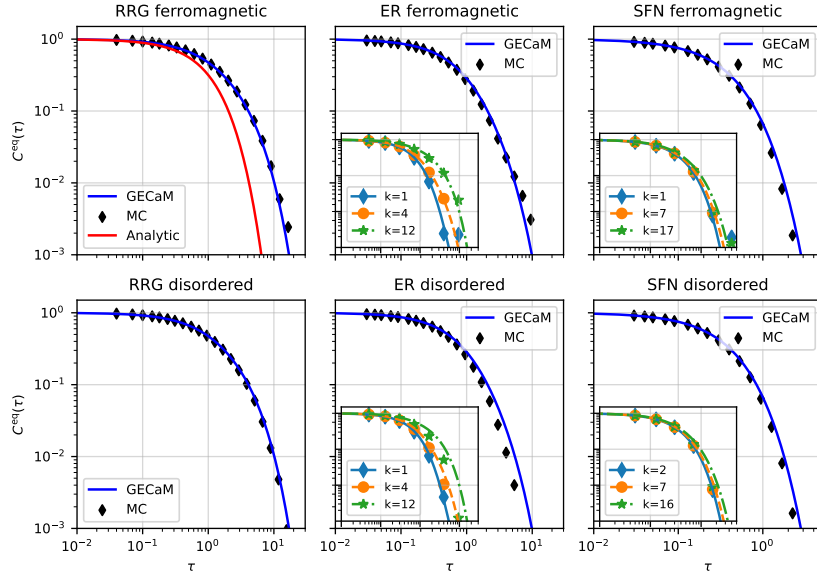 RRG ferromagnetic
ER ferromagnetic
SFN ferromagnetic
C^eq(τ)
10^0
10^−1
10^−2
10^−3
GECaM
MC
Analytic
GECaM
MC
k=1
k=4
k=12
GECaM
MC
k=1
k=7
k=17
RRG disordered
ER disordered
SFN disordered
C^eq(τ)
10^0
10^−1
10^−2
10^−3
GECaM
MC
GECaM
MC
k=1
k=4
k=12
GECaM
MC
k=2
k=7
k=16
10^−2 10^−1 10^0 10^1
10^−2 10^−1 10^0 10^1
10^−2 10^−1 10^0
τ
τ
τ